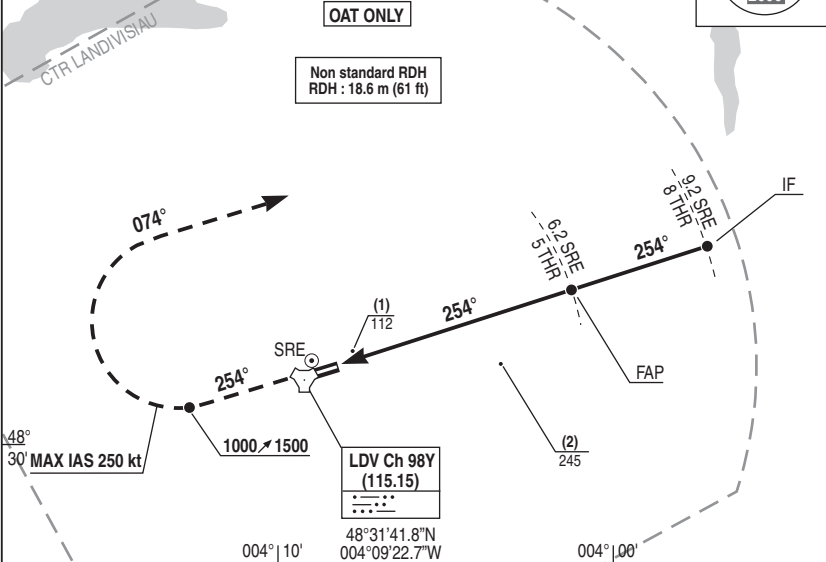 OAT ONLY
CTR LANDIVISIAU
Non standard RDH
RDH : 18.6 m (61 ft)
074°
9.2 SRE
8 THR
IF
6.2 SRE
5 THR
254°
254°
(1)
112
SRE
254°
FAP
48°
30'
MAX IAS 250 kt
1000 ↗ 1500
LDV Ch 98Y
(115.15)
(2)
245
48°31'41.8"N
004°09'22.7"W
004° 10'
004° 00'